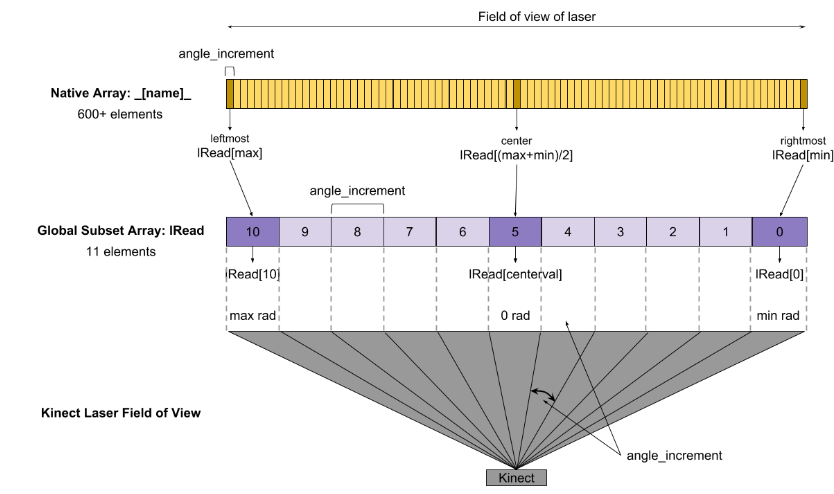 Field of view of laser
angle_increment
Native Array: _[name]_
600+ elements
leftmost
lRead[max]
center
lRead[(max+min)/2]
rightmost
lRead[min]
angle_increment
Global Subset Array: lRead
11 elements
10 9 8 7 6 5 4 3 2 1 0
lRead[10]
lRead[centerval]
lRead[0]
max rad
0 rad
min rad
Kinect Laser Field of View
angle_increment
Kinect